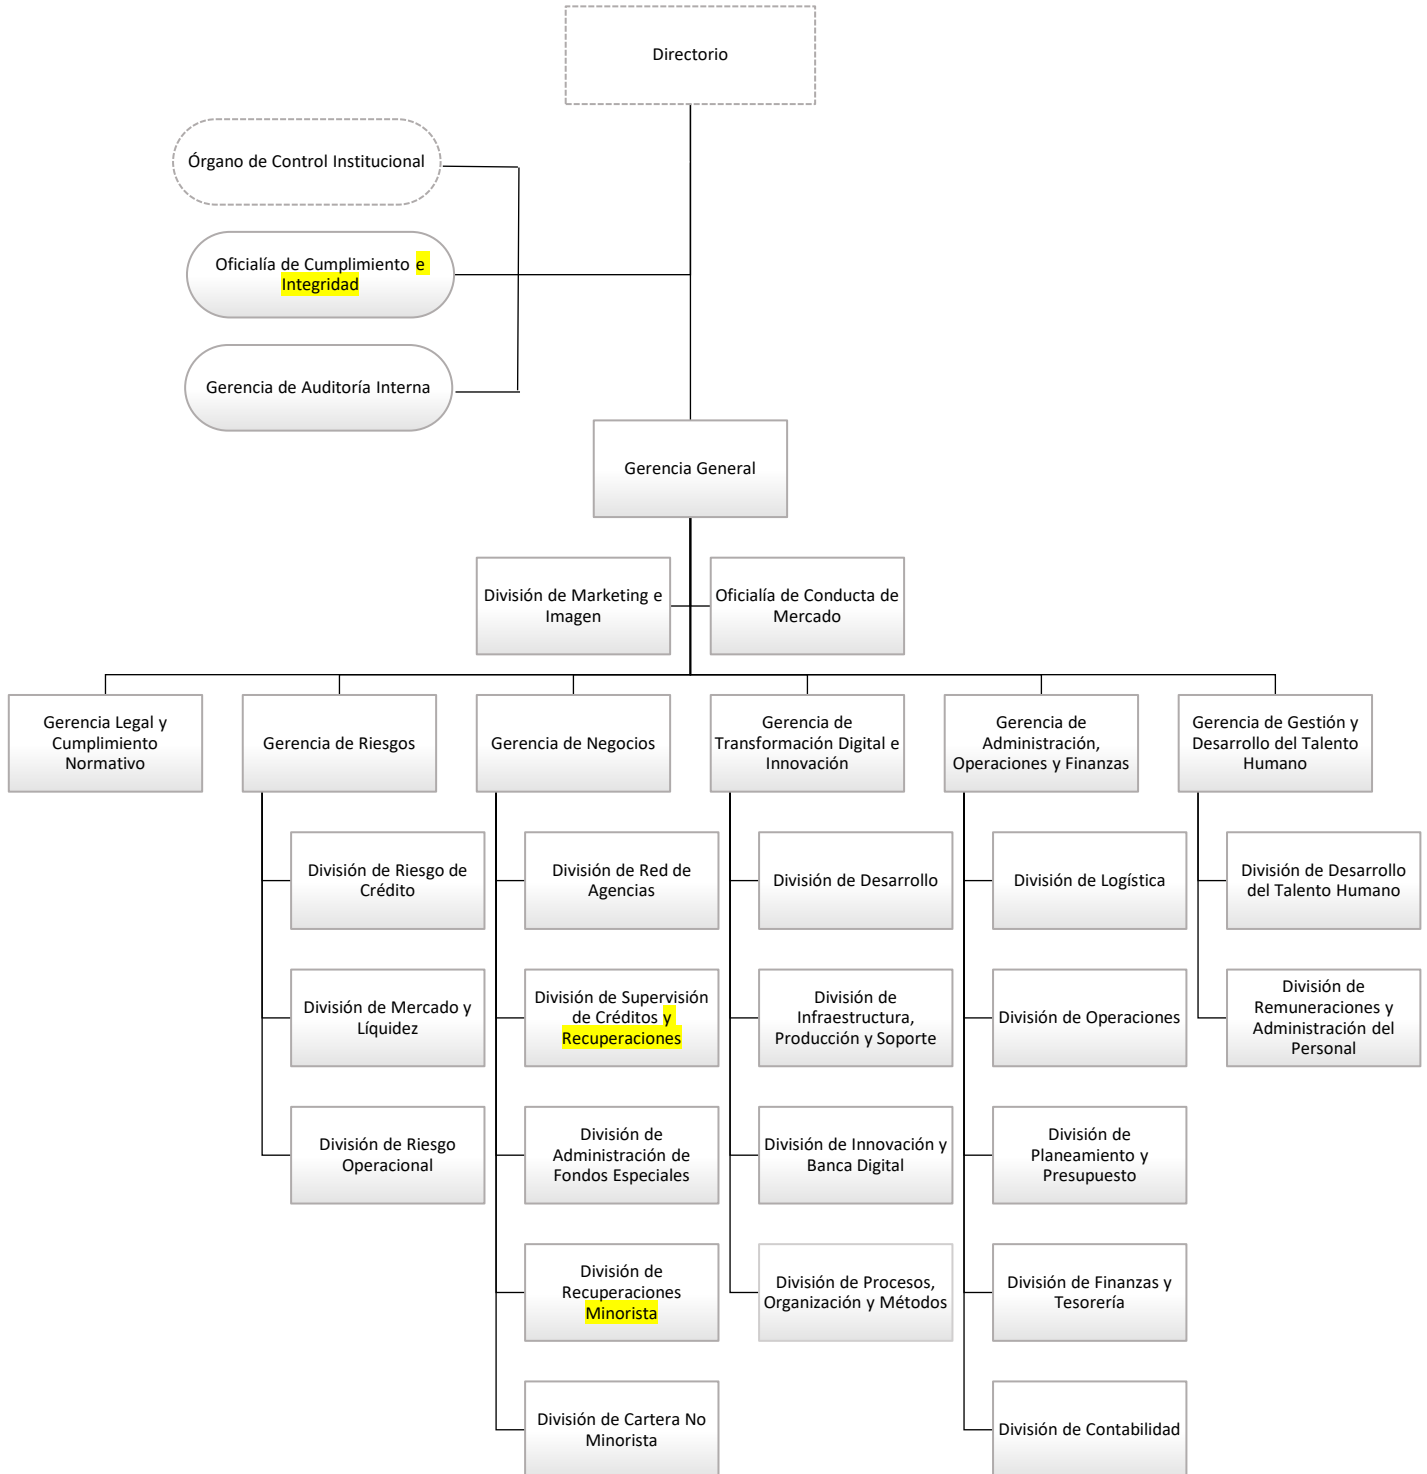 Directorio
Órgano de Control Institucional
Oficialía de Cumplimiento e
Integridad
Gerencia de Auditoría Interna
Gerencia General
División de Marketing e
Imagen
Oficialía de Conducta de
Mercado
Gerencia Legal y
Cumplimiento
Normativo
Gerencia de Riesgos
Gerencia de Negocios
Gerencia de
Transformación Digital e
Innovación
Gerencia de
Administración,
Operaciones y Finanzas
Gerencia de Gestión y
Desarrollo del Talento
Humano
División de Riesgo de
Crédito
División de Red de
Agencias
División de Desarrollo
División de Logística
División de Desarrollo
del Talento Humano
División de Mercado y
Líquidez
División de Supervisión
de Créditos y
Recuperaciones
División de
Infraestructura,
Producción y Soporte
División de Operaciones
División de
Remuneraciones y
Administración del
Personal
División de Riesgo
Operacional
División de
Administración de
Fondos Especiales
División de Innovación y
Banca Digital
División de
Planeamiento y
Presupuesto
División de
Recuperaciones
Minorista
División de Procesos,
Organización y Métodos
División de Finanzas y
Tesorería
División de Cartera No
Minorista
División de Contabilidad